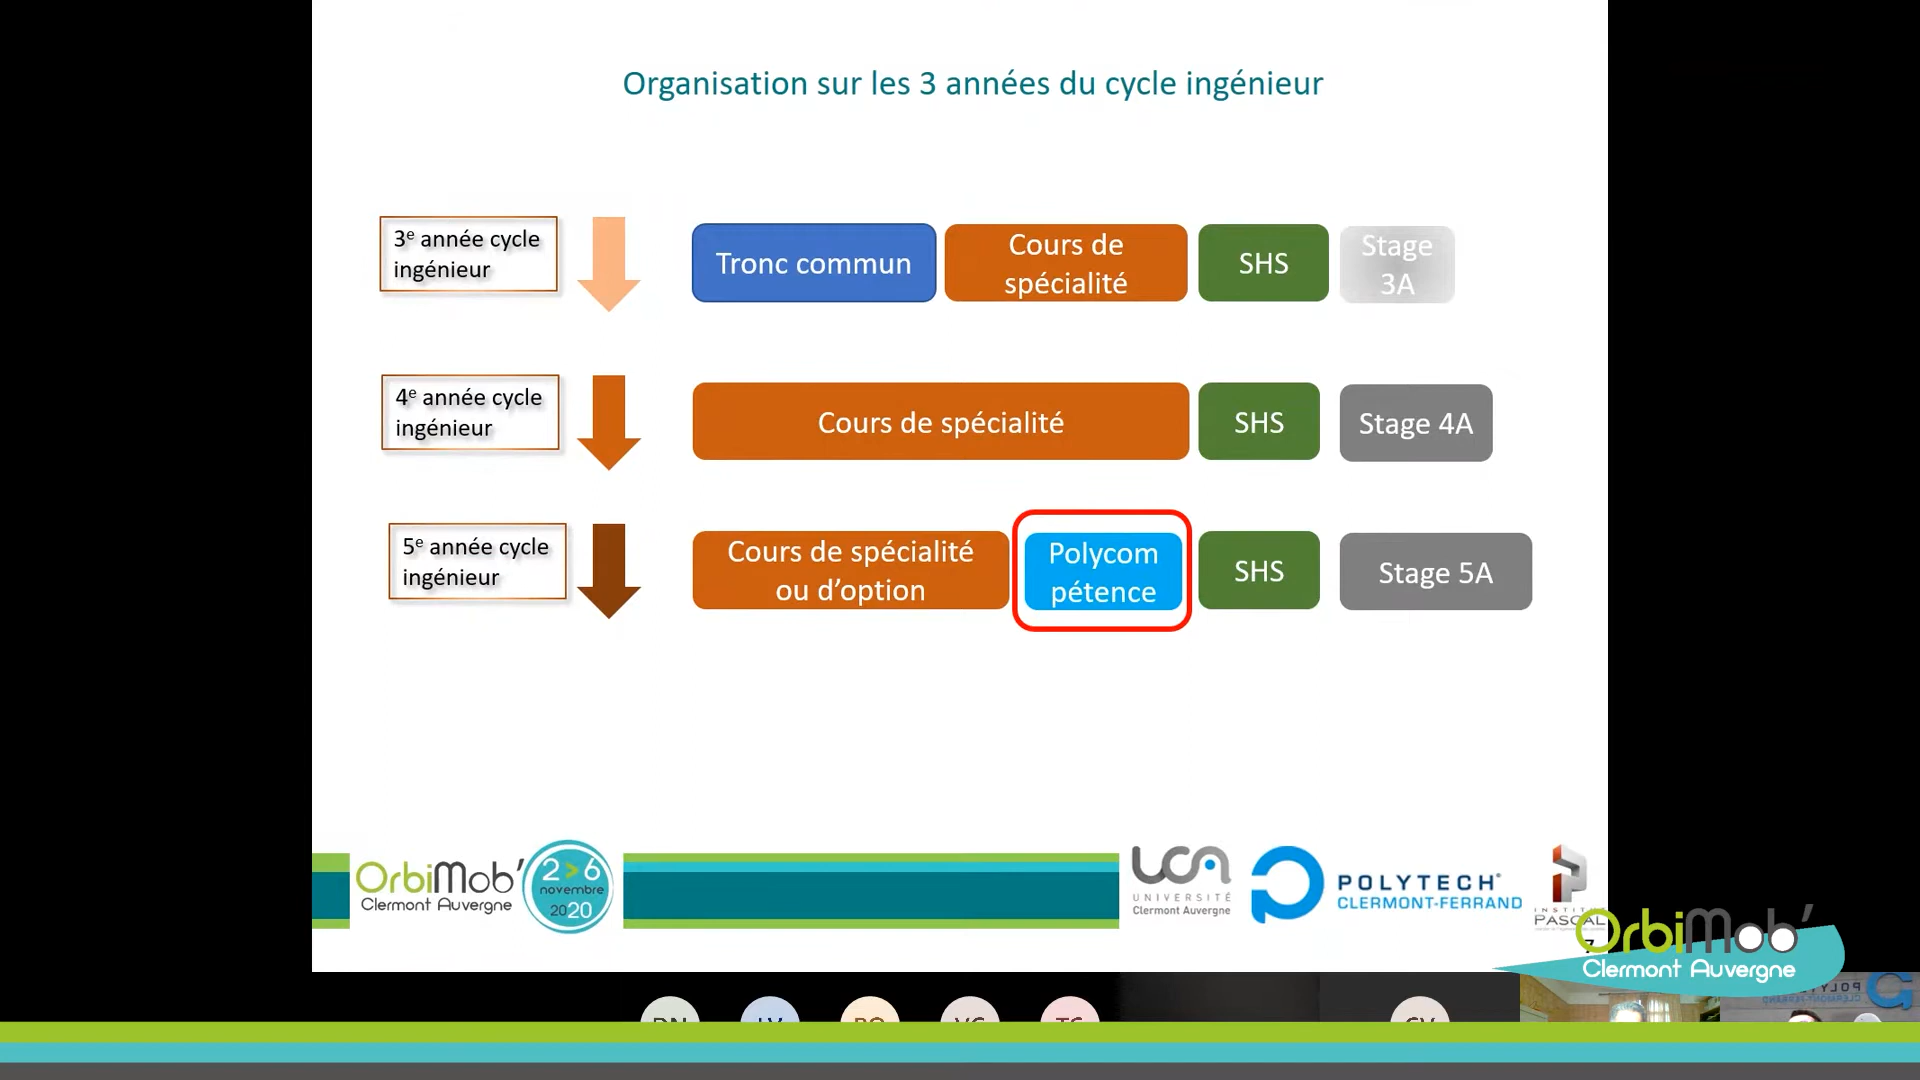 Organisation sur les 3 années du cycle ingénieur
3e année cycle
ingénieur
Tronc commun
Cours de
spécialité
SHS
Stage
3A
4e année cycle
ingénieur
Cours de spécialité
SHS
Stage 4A
5e année cycle
ingénieur
Cours de spécialité
ou d’option
Polycom
pétence
SHS
Stage 5A
OrbiMob’
Clermont Auvergne
2>6
novembre
2020
UCA
UNIVERSITÉ
Clermont Auvergne
POLYTECH
CLERMONT-FERRAND
INSTITUT
PASCAL
OrbiMob’
Clermont Auvergne